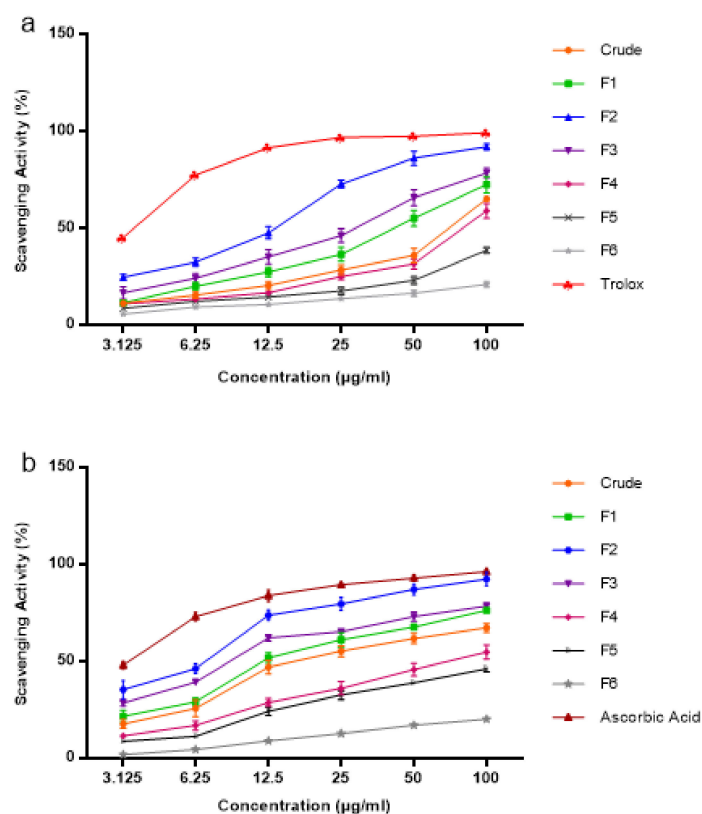 a
150
100
50
0
Scavenging Activity (%)
3.125 6.25 12.5 25 50 100
Concentration (µg/ml)
Crude
F1
F2
F3
F4
F5
F6
Trolox
b
150
100
50
0
Scavenging Activity (%)
3.125 6.25 12.5 25 50 100
Concentration (µg/ml)
Crude
F1
F2
F3
F4
F5
F6
Ascorbic Acid